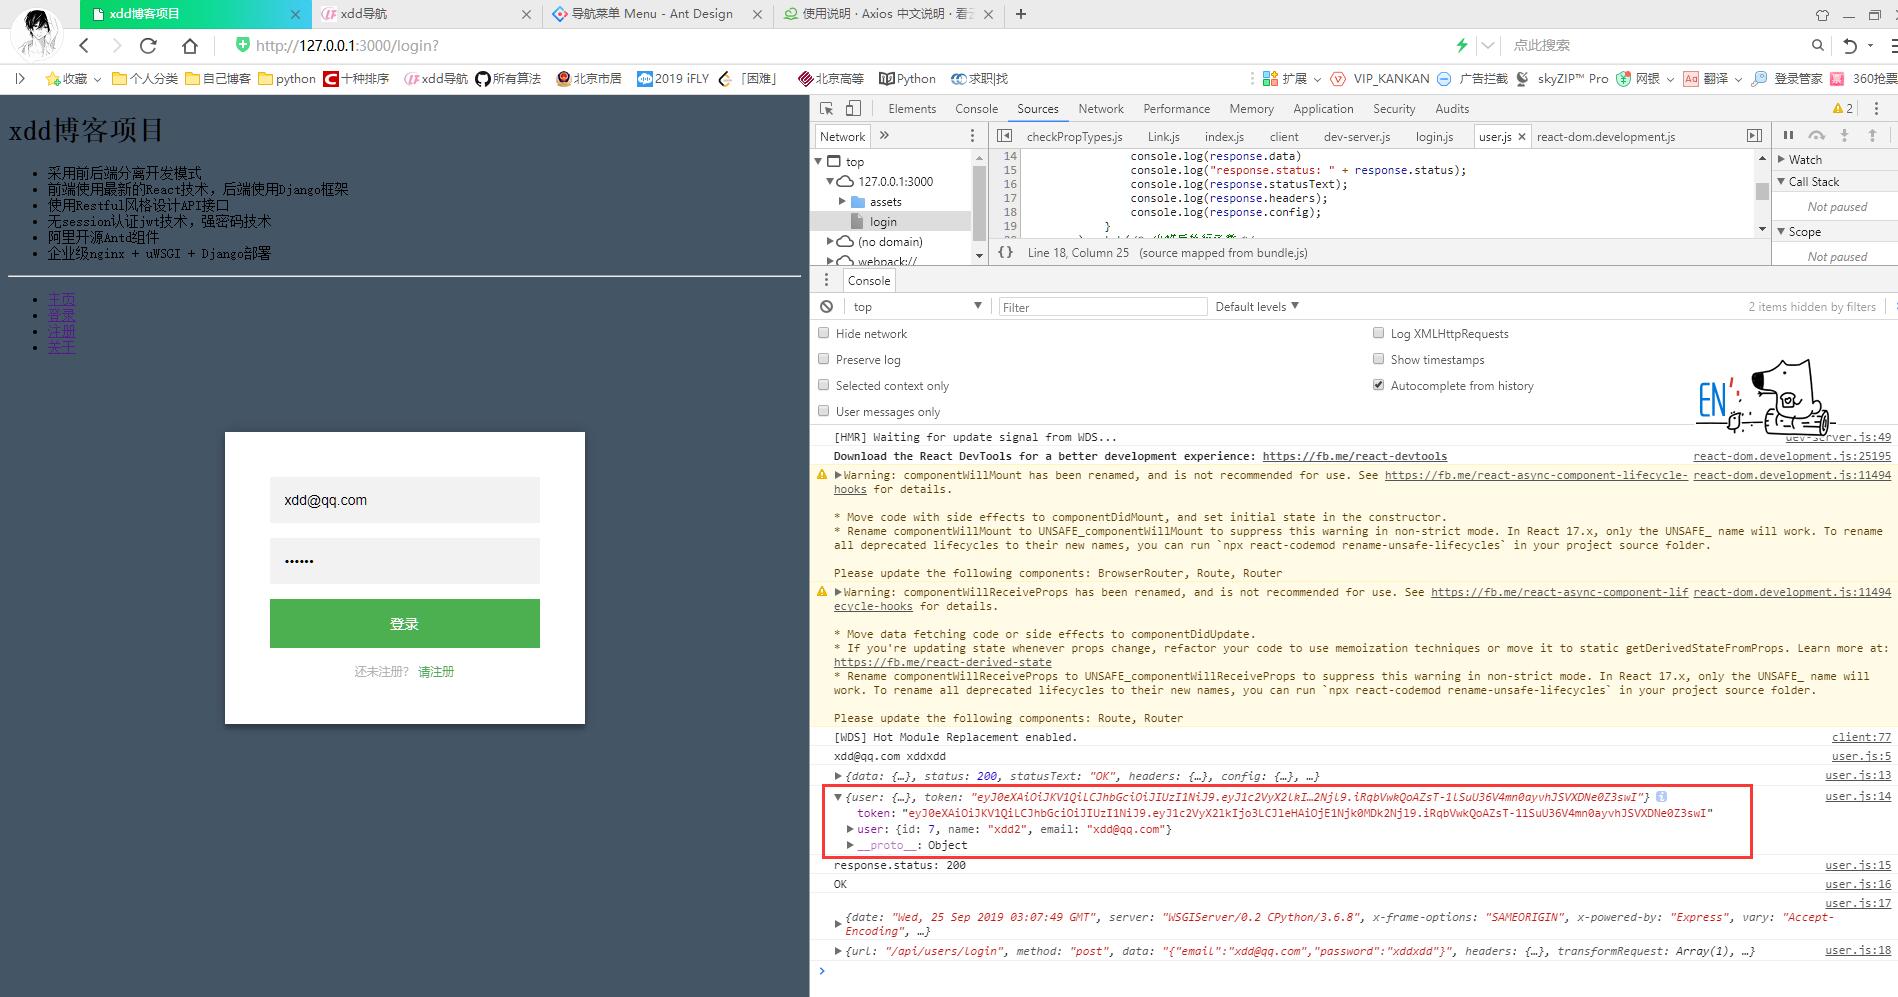 xdd博客项目
xdd导航
导航菜单 Menu - Ant Design
使用说明 · Axios 中文说明 · 看
http://127.0.0.1:3000/login?
点此搜索
收藏
个人分类
自己博客
python
十种排序
xdd导航
所有算法
北京市居
2019 iFLY
「困难」
北京高等
Python
求职|找
扩展
VIP_KANKAN
广告拦截
skyZIP™ Pro
网银
翻译
登录管家
360抢票
xdd博客项目
采用前后端分离开发模式
前端使用最新的React技术，后端使用Django框架
使用Restful风格设计API接口
无session认证jwt技术，强密码技术
阿里开源Antd组件
企业级nginx + uWSGI + Django部署
主页
登录
注册
关于
xdd@qq.com
••••••
登录
还未注册? 请注册
Elements Console Sources Network Performance Memory Application Security Audits
2
Network
checkPropTypes.js Link.js index.js client dev-server.js login.js user.js react-dom.development.js
top
127.0.0.1:3000
assets
login
(no domain)
webpack://
14 console.log(response.data)
15 console.log("response.status: " + response.status);
16 console.log(response.statusText);
17 console.log(response.headers);
18 console.log(response.config);
19 }
{} Line 18, Column 25 (source mapped from bundle.js)
Watch
Call Stack
Not paused
Scope
Not paused
Console
top
Filter
Default levels
2 items hidden by filters
Hide network
Log XMLHttpRequests
Preserve log
Show timestamps
Selected context only
Autocomplete from history
User messages only
EN
[HMR] Waiting for update signal from WDS... dev-server.js:49
Download the React DevTools for a better development experience: https://fb.me/react-devtools react-dom.development.js:25195
Warning: componentWillMount has been renamed, and is not recommended for use. See https://fb.me/react-async-component-lifecycle- react-dom.development.js:11494
hooks for details.
* Move code with side effects to componentDidMount, and set initial state in the constructor.
* Rename componentWillMount to UNSAFE_componentWillMount to suppress this warning in non-strict mode. In React 17.x, only the UNSAFE_ name will work. To rename
all deprecated lifecycles to their new names, you can run `npx react-codemod rename-unsafe-lifecycles` in your project source folder.
Please update the following components: BrowserRouter, Route, Router
Warning: componentWillReceiveProps has been renamed, and is not recommended for use. See https://fb.me/react-async-component-lif react-dom.development.js:11494
ecycle-hooks for details.
* Move data fetching code or side effects to componentDidUpdate.
* If you're updating state whenever props change, refactor your code to use memoization techniques or move it to static getDerivedStateFromProps. Learn more at:
https://fb.me/react-derived-state
* Rename componentWillReceiveProps to UNSAFE_componentWillReceiveProps to suppress this warning in non-strict mode. In React 17.x, only the UNSAFE_ name will
work. To rename all deprecated lifecycles to their new names, you can run `npx react-codemod rename-unsafe-lifecycles` in your project source folder.
Please update the following components: Route, Router
[WDS] Hot Module Replacement enabled. client:77
xdd@qq.com xddxdd user.js:5
{data: {…}, status: 200, statusText: "OK", headers: {…}, config: {…}, …} user.js:13
{user: {…}, token: "eyJ0eXAiOiJKV1QiLCJhbGciOiJIUzI1NiJ9.eyJ1c2VyX2lkI…2Njl9.iRqbVwkQoAZsT-1lSuU36V4mn0ayvhJSVXDNe0Z3swI"} user.js:14
token: "eyJ0eXAiOiJKV1QiLCJhbGciOiJIUzI1NiJ9.eyJ1c2VyX2lkIjo3LCJleHAiOjE1Njk0MDk2Njl9.iRqbVwkQoAZsT-1lSuU36V4mn0ayvhJSVXDNe0Z3swI"
user: {id: 7, name: "xdd2", email: "xdd@qq.com"}
__proto__: Object
response.status: 200 user.js:15
OK user.js:16
user.js:17
{date: "Wed, 25 Sep 2019 03:07:49 GMT", server: "WSGIServer/0.2 CPython/3.6.8", x-frame-options: "SAMEORIGIN", x-powered-by: "Express", vary: "Accept-
Encoding", …}
{url: "/api/users/login", method: "post", data: "{"email":"xdd@qq.com","password":"xddxdd"}", headers: {…}, transformRequest: Array(1), …} user.js:18